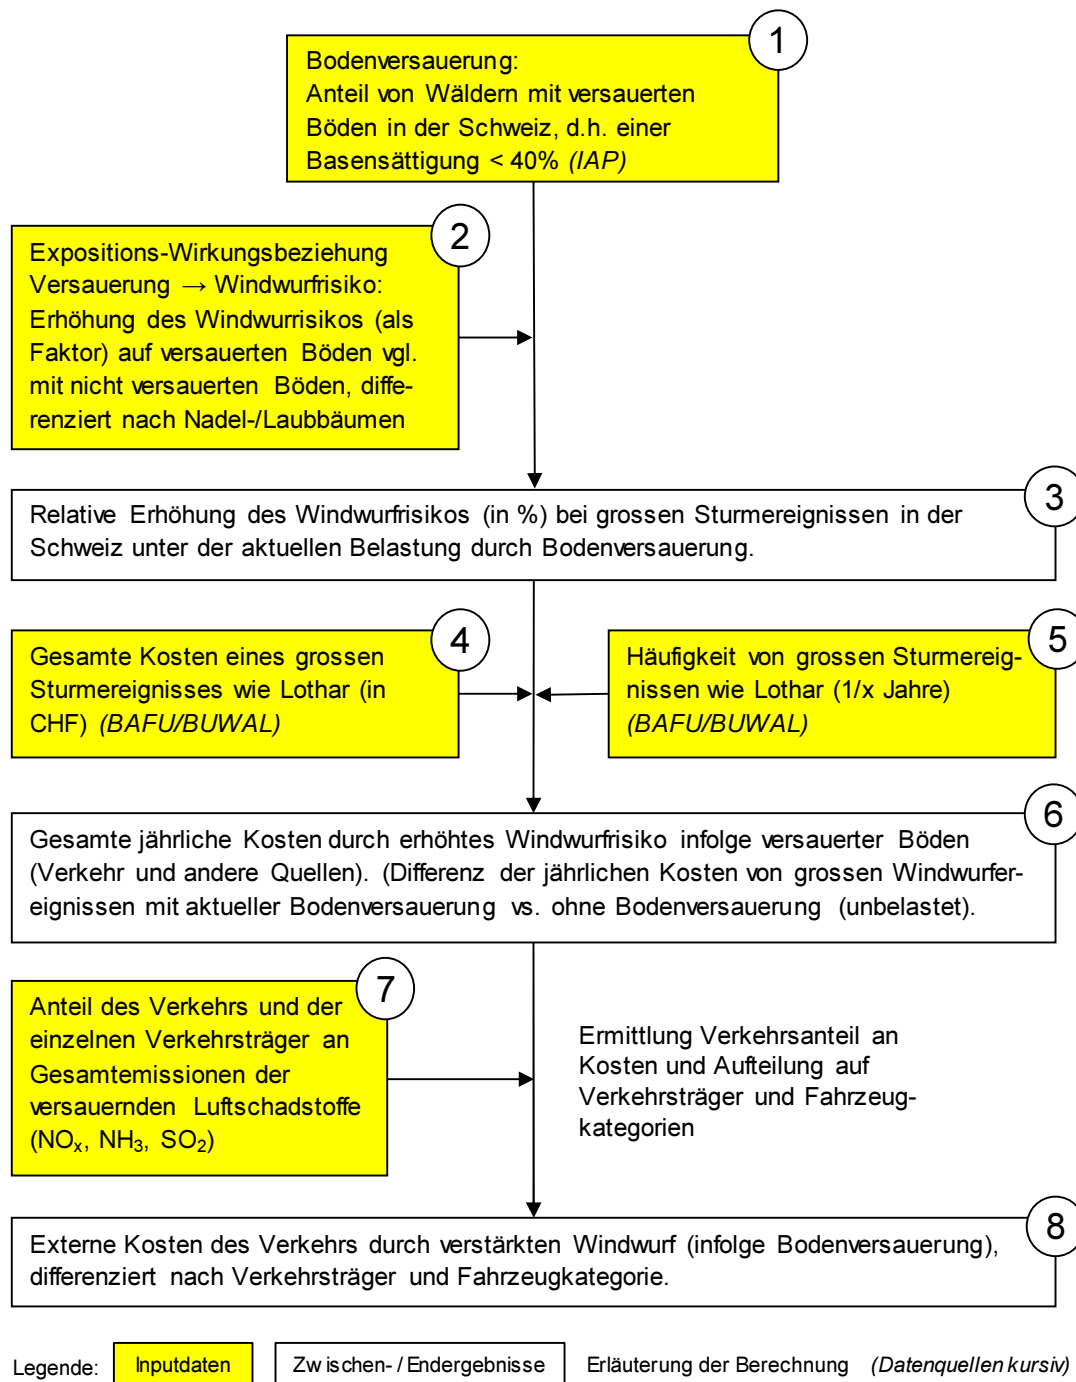 1
Bodenversauerung:
Anteil von Wäldern mit versauerten
Böden in der Schweiz, d.h. einer
Basensättigung < 40% (IAP)
2
Expositions-Wirkungsbeziehung
Versauerung → Windwurfrisiko:
Erhöhung des Windwurrisikos (als
Faktor) auf versauerten Böden vgl.
mit nicht versauerten Böden, diffe-
renziert nach Nadel-/Laubbäumen
3
Relative Erhöhung des Windwurfrisikos (in %) bei grossen Sturmereignissen in der
Schweiz unter der aktuellen Belastung durch Bodenversauerung.
4
Gesamte Kosten eines grossen
Sturmereignisses wie Lothar (in
CHF) (BAFU/BUWAL)
5
Häufigkeit von grossen Sturmereig-
nissen wie Lothar (1/x Jahre)
(BAFU/BUWAL)
6
Gesamte jährliche Kosten durch erhöhtes Windwurfrisiko infolge versauerter Böden
(Verkehr und andere Quellen). (Differenz der jährlichen Kosten von grossen Windwurfer-
eignissen mit aktueller Bodenversauerung vs. ohne Bodenversauerung (unbelastet).
7
Anteil des Verkehrs und der
einzelnen Verkehrsträger an
Gesamtemissionen der
versauernden Luftschadstoffe
(NOₓ, NH₃, SO₂)
Ermittlung Verkehrsanteil an
Kosten und Aufteilung auf
Verkehrsträger und Fahrzeug-
kategorien
8
Externe Kosten des Verkehrs durch verstärkten Windwurf (infolge Bodenversauerung),
differenziert nach Verkehrsträger und Fahrzeugkategorie.
Legende: Inputdaten Zwischen- / Endergebnisse Erläuterung der Berechnung (Datenquellen kursiv)